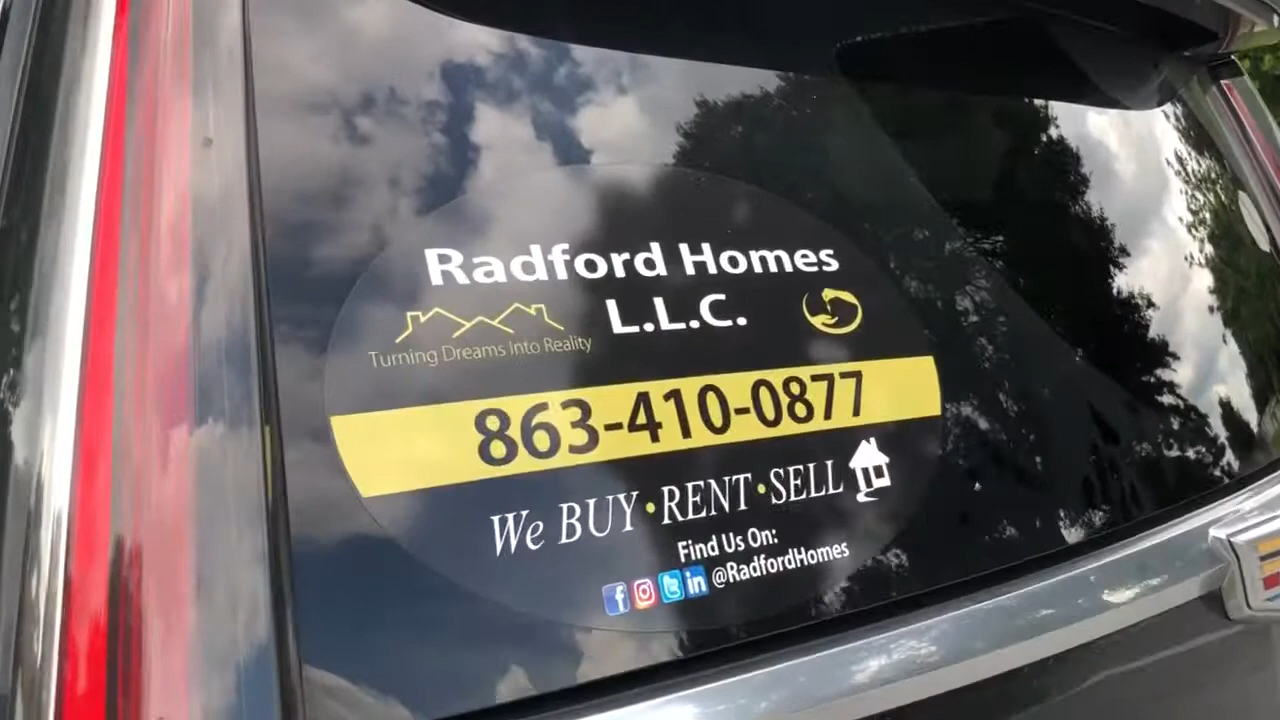 Radford Homes
L.L.C.
Turning Dreams Into Reality
863-410-0877
We BUY • RENT • SELL
Find Us On:
@RadfordHomes